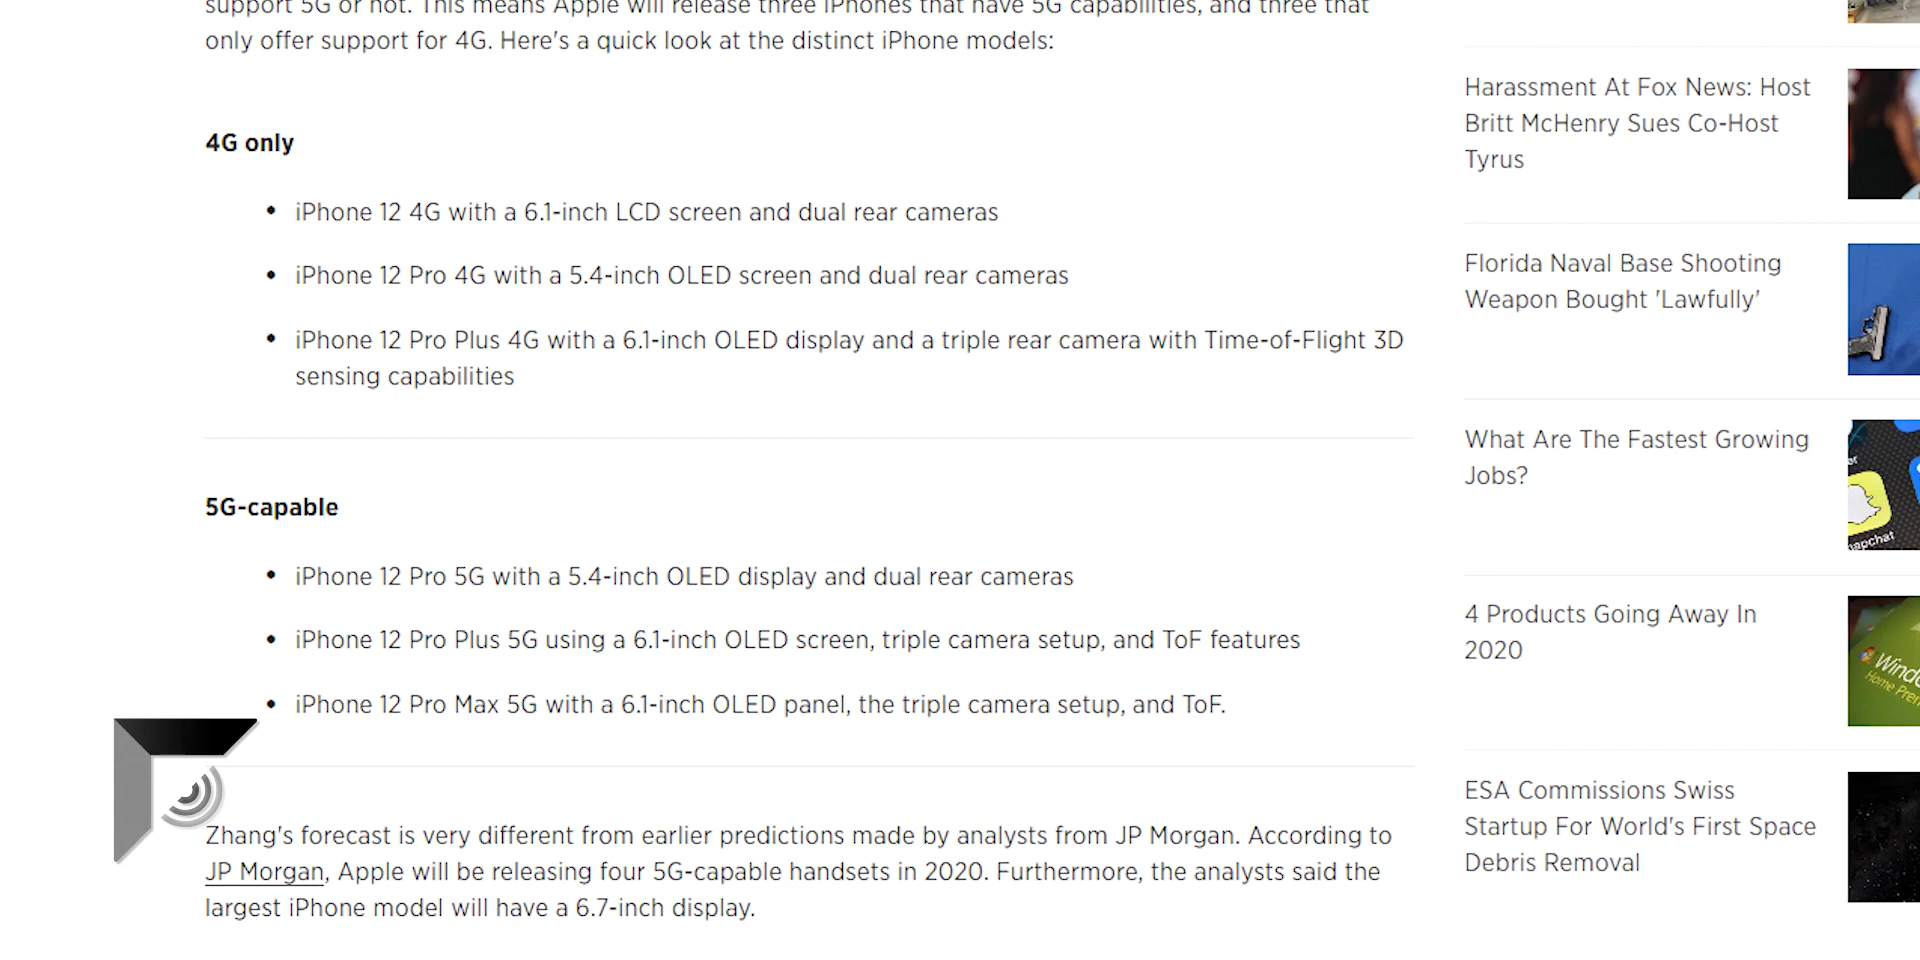 support 5G or not. This means Apple will release three iPhones that have 5G capabilities, and three that
only offer support for 4G. Here's a quick look at the distinct iPhone models:
4G only
• iPhone 12 4G with a 6.1-inch LCD screen and dual rear cameras
• iPhone 12 Pro 4G with a 5.4-inch OLED screen and dual rear cameras
• iPhone 12 Pro Plus 4G with a 6.1-inch OLED display and a triple rear camera with Time-of-Flight 3D
sensing capabilities
5G-capable
• iPhone 12 Pro 5G with a 5.4-inch OLED display and dual rear cameras
• iPhone 12 Pro Plus 5G using a 6.1-inch OLED screen, triple camera setup, and ToF features
• iPhone 12 Pro Max 5G with a 6.1-inch OLED panel, the triple camera setup, and ToF.
Zhang's forecast is very different from earlier predictions made by analysts from JP Morgan. According to
JP Morgan, Apple will be releasing four 5G-capable handsets in 2020. Furthermore, the analysts said the
largest iPhone model will have a 6.7-inch display.
Harassment At Fox News: Host
Britt McHenry Sues Co-Host
Tyrus
Florida Naval Base Shooting
Weapon Bought 'Lawfully'
What Are The Fastest Growing
Jobs?
apchat
4 Products Going Away In
2020
Windo
Home Prem
ESA Commissions Swiss
Startup For World's First Space
Debris Removal